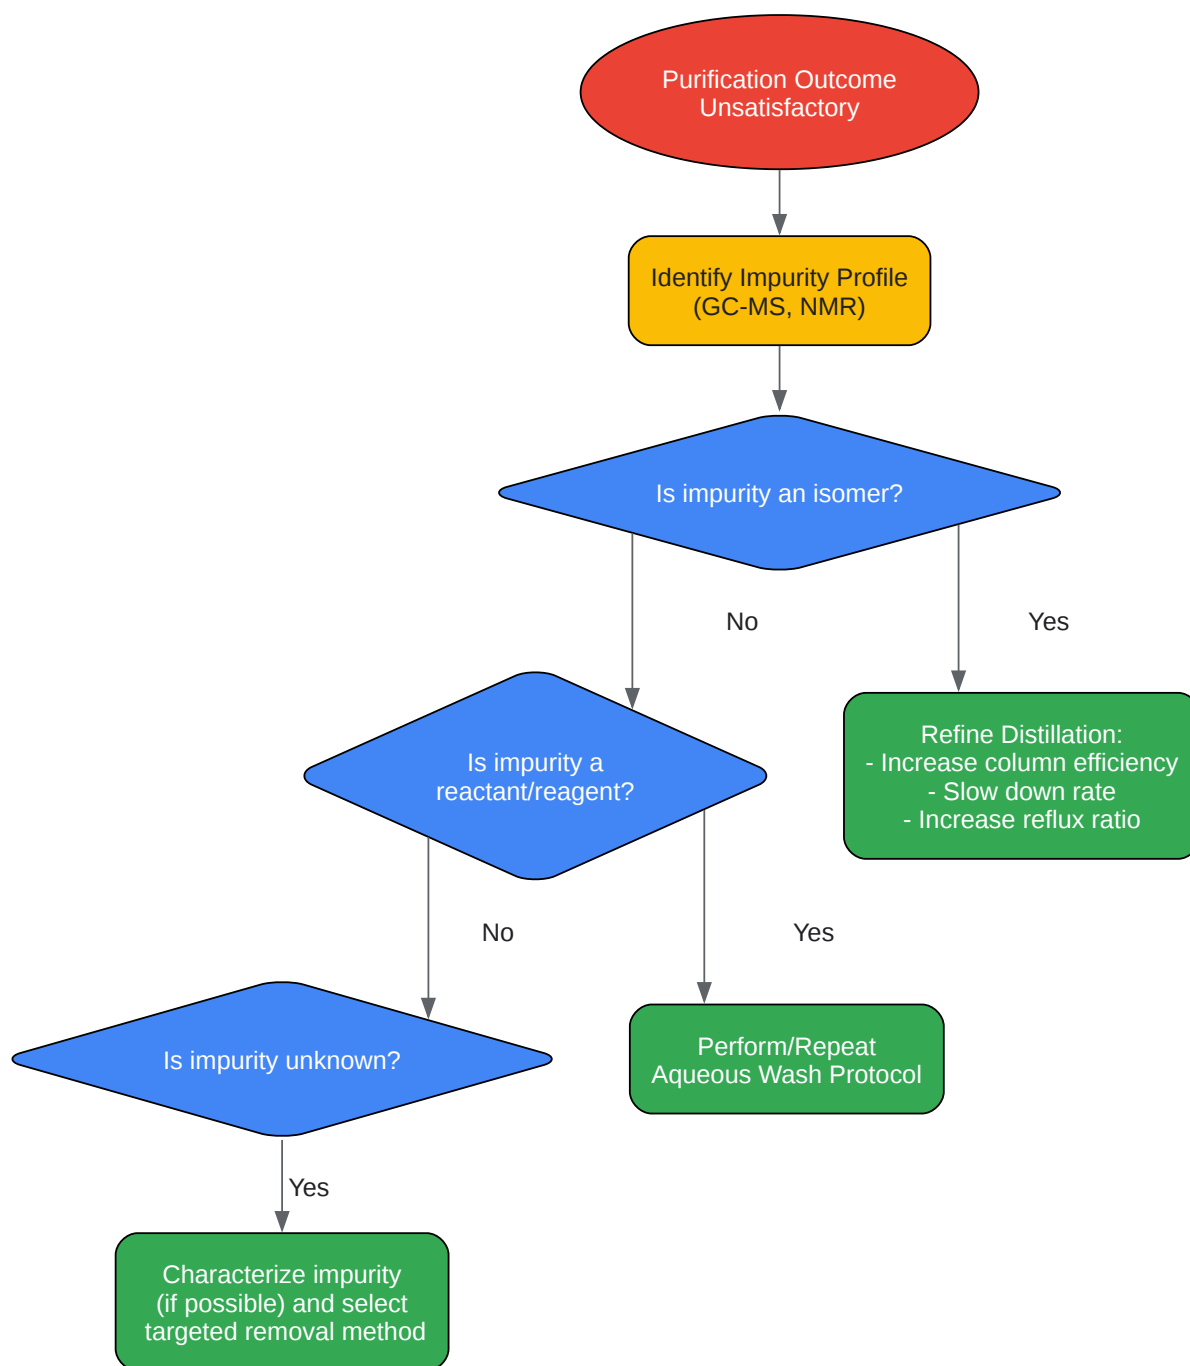 Purification Outcome
Unsatisfactory
Identify Impurity Profile
(GC-MS, NMR)
Is impurity an isomer?
No
Yes
Is impurity a
reactant/reagent?
Refine Distillation:
- Increase column efficiency
- Slow down rate
- Increase reflux ratio
No
Yes
Is impurity unknown?
Perform/Repeat
Aqueous Wash Protocol
Yes
Characterize impurity
(if possible) and select
targeted removal method